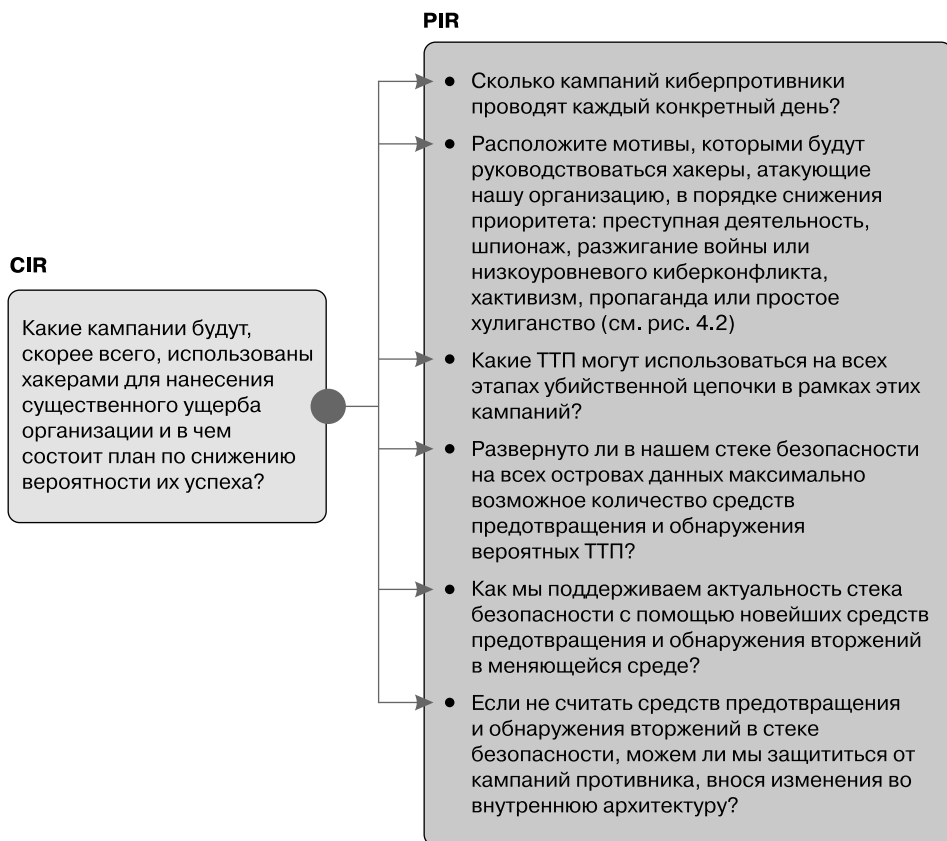 PIR
• Сколько кампаний киберпротивники
проводят каждый конкретный день?
• Расположите мотивы, которыми будут
руководствоваться хакеры, атакующие
нашу организацию, в порядке снижения
приоритета: преступная деятельность,
шпионаж, разжигание войны или
низкоуровневого киберконфликта,
хактивизм, пропаганда или простое
хулиганство (см. рис. 4.2)
• Какие ТТП могут использоваться на всех
этапах убийственной цепочки в рамках этих
кампаний?
• Развернуто ли в нашем стеке безопасности
на всех островах данных максимально
возможное количество средств
предотвращения и обнаружения
вероятных ТТП?
• Как мы поддерживаем актуальность стека
безопасности с помощью новейших средств
предотвращения и обнаружения вторжений
в меняющейся среде?
• Если не считать средств предотвращения
и обнаружения вторжений в стеке
безопасности, можем ли мы защититься от
кампаний противника, внося изменения во
внутреннюю архитектуру?
CIR
Какие кампании будут,
скорее всего, использованы
хакерами для нанесения
существенного ущерба
организации и в чем
состоит план по снижению
вероятности их успеха?